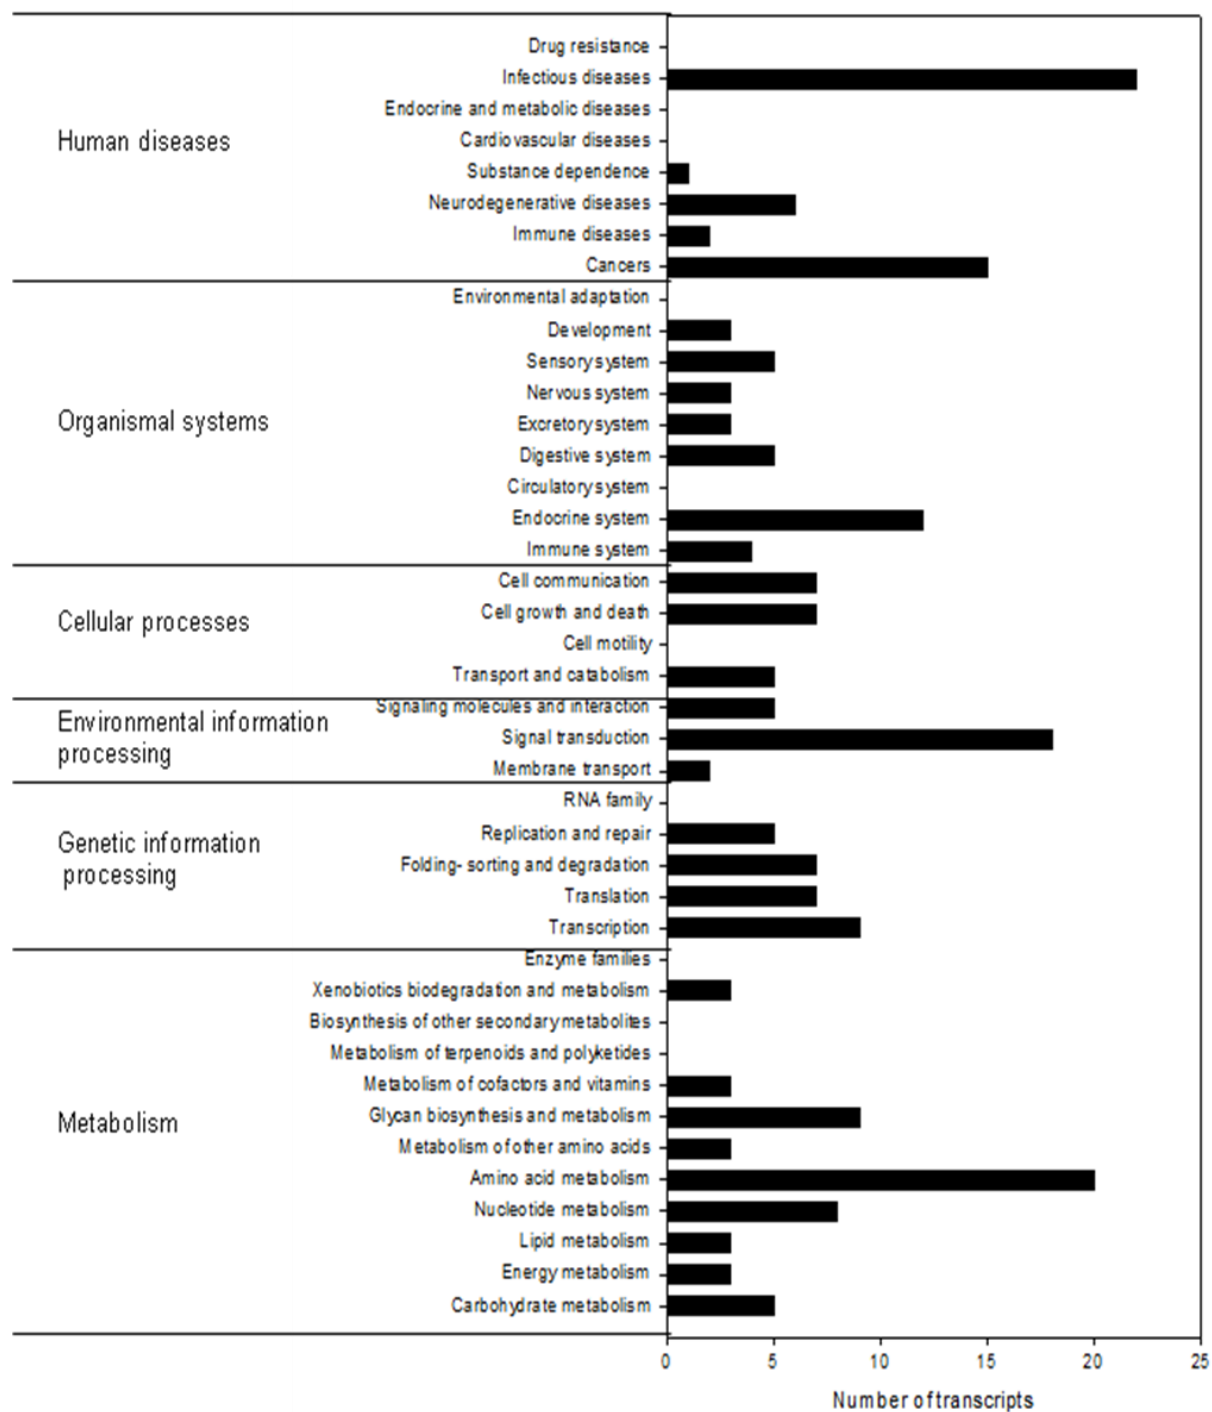 Human diseases
Drug resistance
Infectious diseases
Endocrine and metabolic diseases
Cardiovascular diseases
Substance dependence
Neurodegenerative diseases
Immune diseases
Cancers
Organismal systems
Environmental adaptation
Development
Sensory system
Nervous system
Excretory system
Digestive system
Circulatory system
Endocrine system
Immune system
Cellular processes
Cell communication
Cell growth and death
Cell motility
Transport and catabolism
Environmental information
processing
Signaling molecules and interaction
Signal transduction
Membrane transport
Genetic information
processing
RNA family
Replication and repair
Folding- sorting and degradation
Translation
Transcription
Metabolism
Enzyme families
Xenobiotics biodegradation and metabolism
Biosynthesis of other secondary metabolites
Metabolism of terpenoids and polyketides
Metabolism of cofactors and vitamins
Glycan biosynthesis and metabolism
Metabolism of other amino acids
Amino acid metabolism
Nucleotide metabolism
Lipid metabolism
Energy metabolism
Carbohydrate metabolism
0 5 10 15 20 25
Number of transcripts